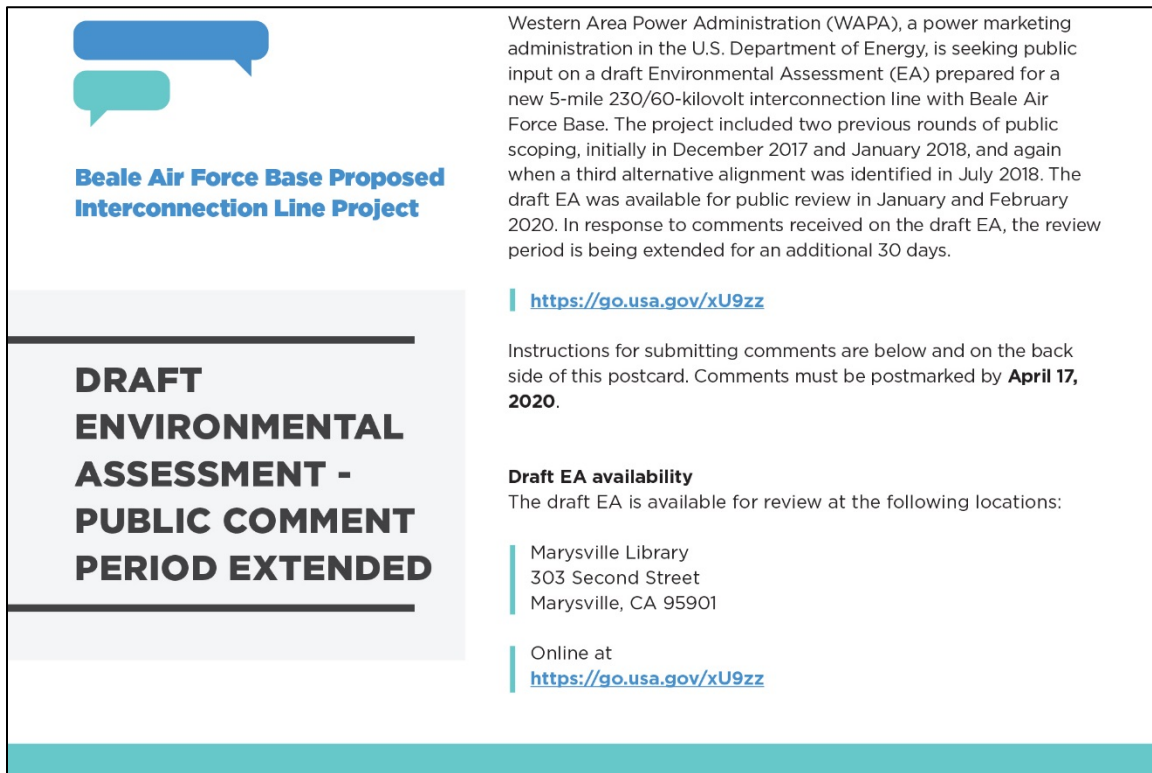 Beale Air Force Base Proposed
Interconnection Line Project
DRAFT
ENVIRONMENTAL
ASSESSMENT -
PUBLIC COMMENT
PERIOD EXTENDED
Western Area Power Administration (WAPA), a power marketing
administration in the U.S. Department of Energy, is seeking public
input on a draft Environmental Assessment (EA) prepared for a
new 5-mile 230/60-kilovolt interconnection line with Beale Air
Force Base. The project included two previous rounds of public
scoping, initially in December 2017 and January 2018, and again
when a third alternative alignment was identified in July 2018. The
draft EA was available for public review in January and February
2020. In response to comments received on the draft EA, the review
period is being extended for an additional 30 days.
https://go.usa.gov/xU9zz
Instructions for submitting comments are below and on the back
side of this postcard. Comments must be postmarked by April 17,
2020.
Draft EA availability
The draft EA is available for review at the following locations:
Marysville Library
303 Second Street
Marysville, CA 95901
Online at
https://go.usa.gov/xU9zz